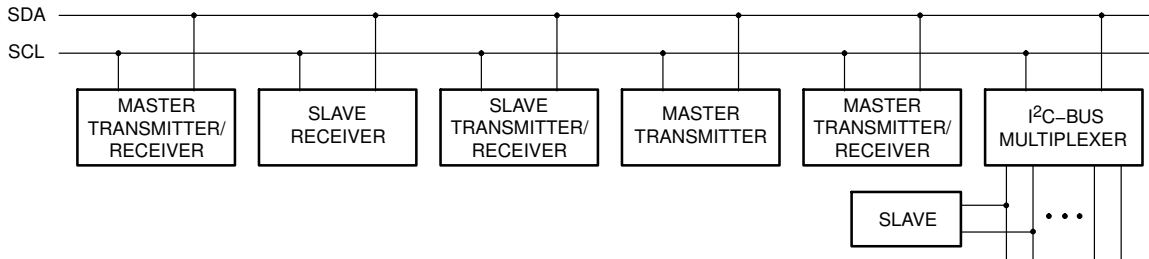 SDA
SCL
MASTER
TRANSMITTER/
RECEIVER
SLAVE
RECEIVER
SLAVE
TRANSMITTER/
RECEIVER
MASTER
TRANSMITTER
MASTER
TRANSMITTER/
RECEIVER
I²C–BUS
MULTIPLEXER
SLAVE